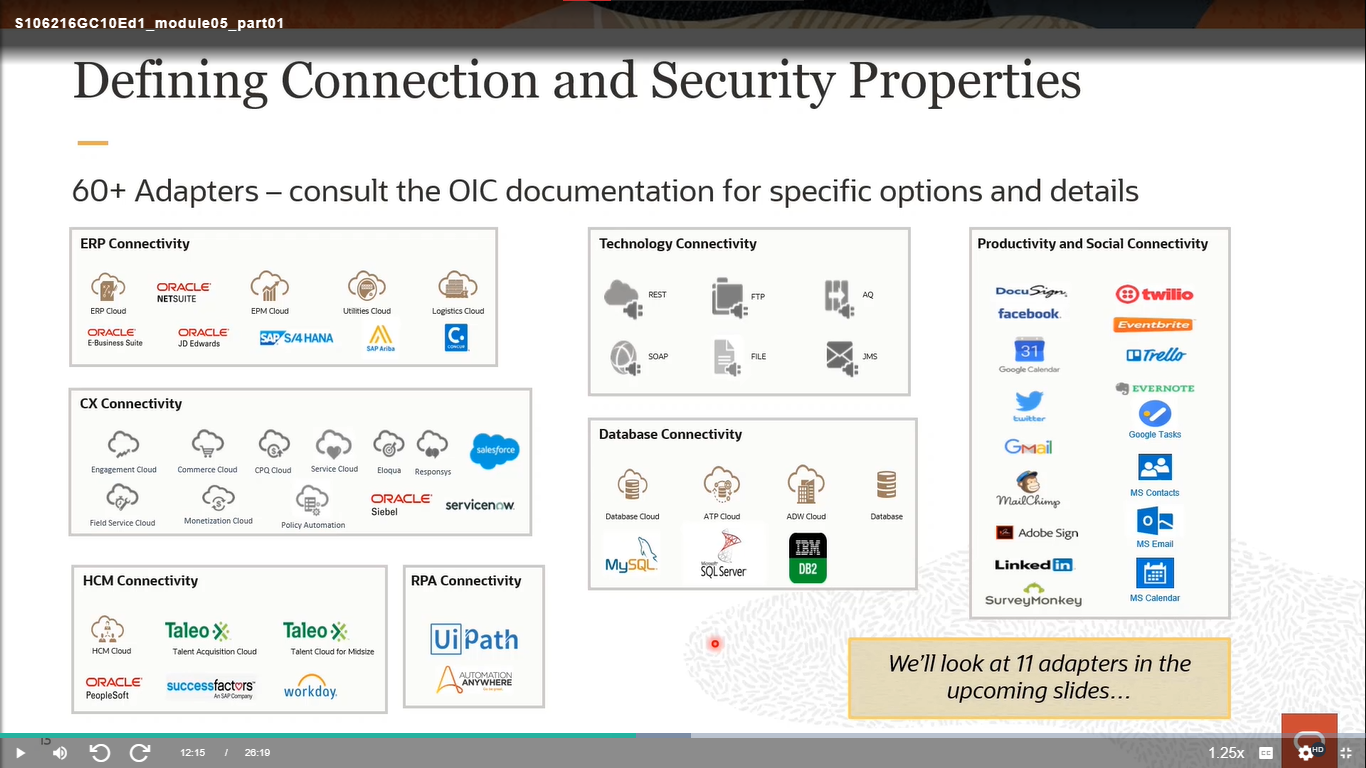 S106216GC10Ed1_module05_part01
Defining Connection and Security Properties
60+ Adapters – consult the OIC documentation for specific options and details
ERP Connectivity
ERP Cloud
ORACLE
NETSUITE
EPM Cloud
Utilities Cloud
Logistics Cloud
ORACLE
E-Business Suite
ORACLE
JD Edwards
SAP S/4 HANA
SAP Ariba
C.
CONCUR
CX Connectivity
Engagement Cloud
Commerce Cloud
CPQ Cloud
Service Cloud
Eloqua
Responsys
salesforce
Field Service Cloud
Monetization Cloud
Policy Automation
ORACLE
Siebel
servicenow
HCM Connectivity
HCM Cloud
Taleo
Talent Acquisition Cloud
Taleo
Talent Cloud for Midsize
ORACLE
PeopleSoft
successfactors
An SAP Company
workday.
RPA Connectivity
UiPath
AUTOMATION
ANYWHERE
Technology Connectivity
REST
FTP
AQ
SOAP
FILE
JMS
Database Connectivity
Database Cloud
ATP Cloud
ADW Cloud
Database
MySQL
Microsoft
SQL Server
IBM
DB2
Productivity and Social Connectivity
DocuSign
twilio
facebook
Eventbrite
31
Google Calendar
Trello
EVERNOTE
twitter
Google Tasks
Gmail
MS Contacts
MailChimp
Adobe Sign
MS Email
LinkedIn
SurveyMonkey
MS Calendar
We'll look at 11 adapters in the
upcoming slides…
13
12:15 / 26:19
1.25x
CC
HD